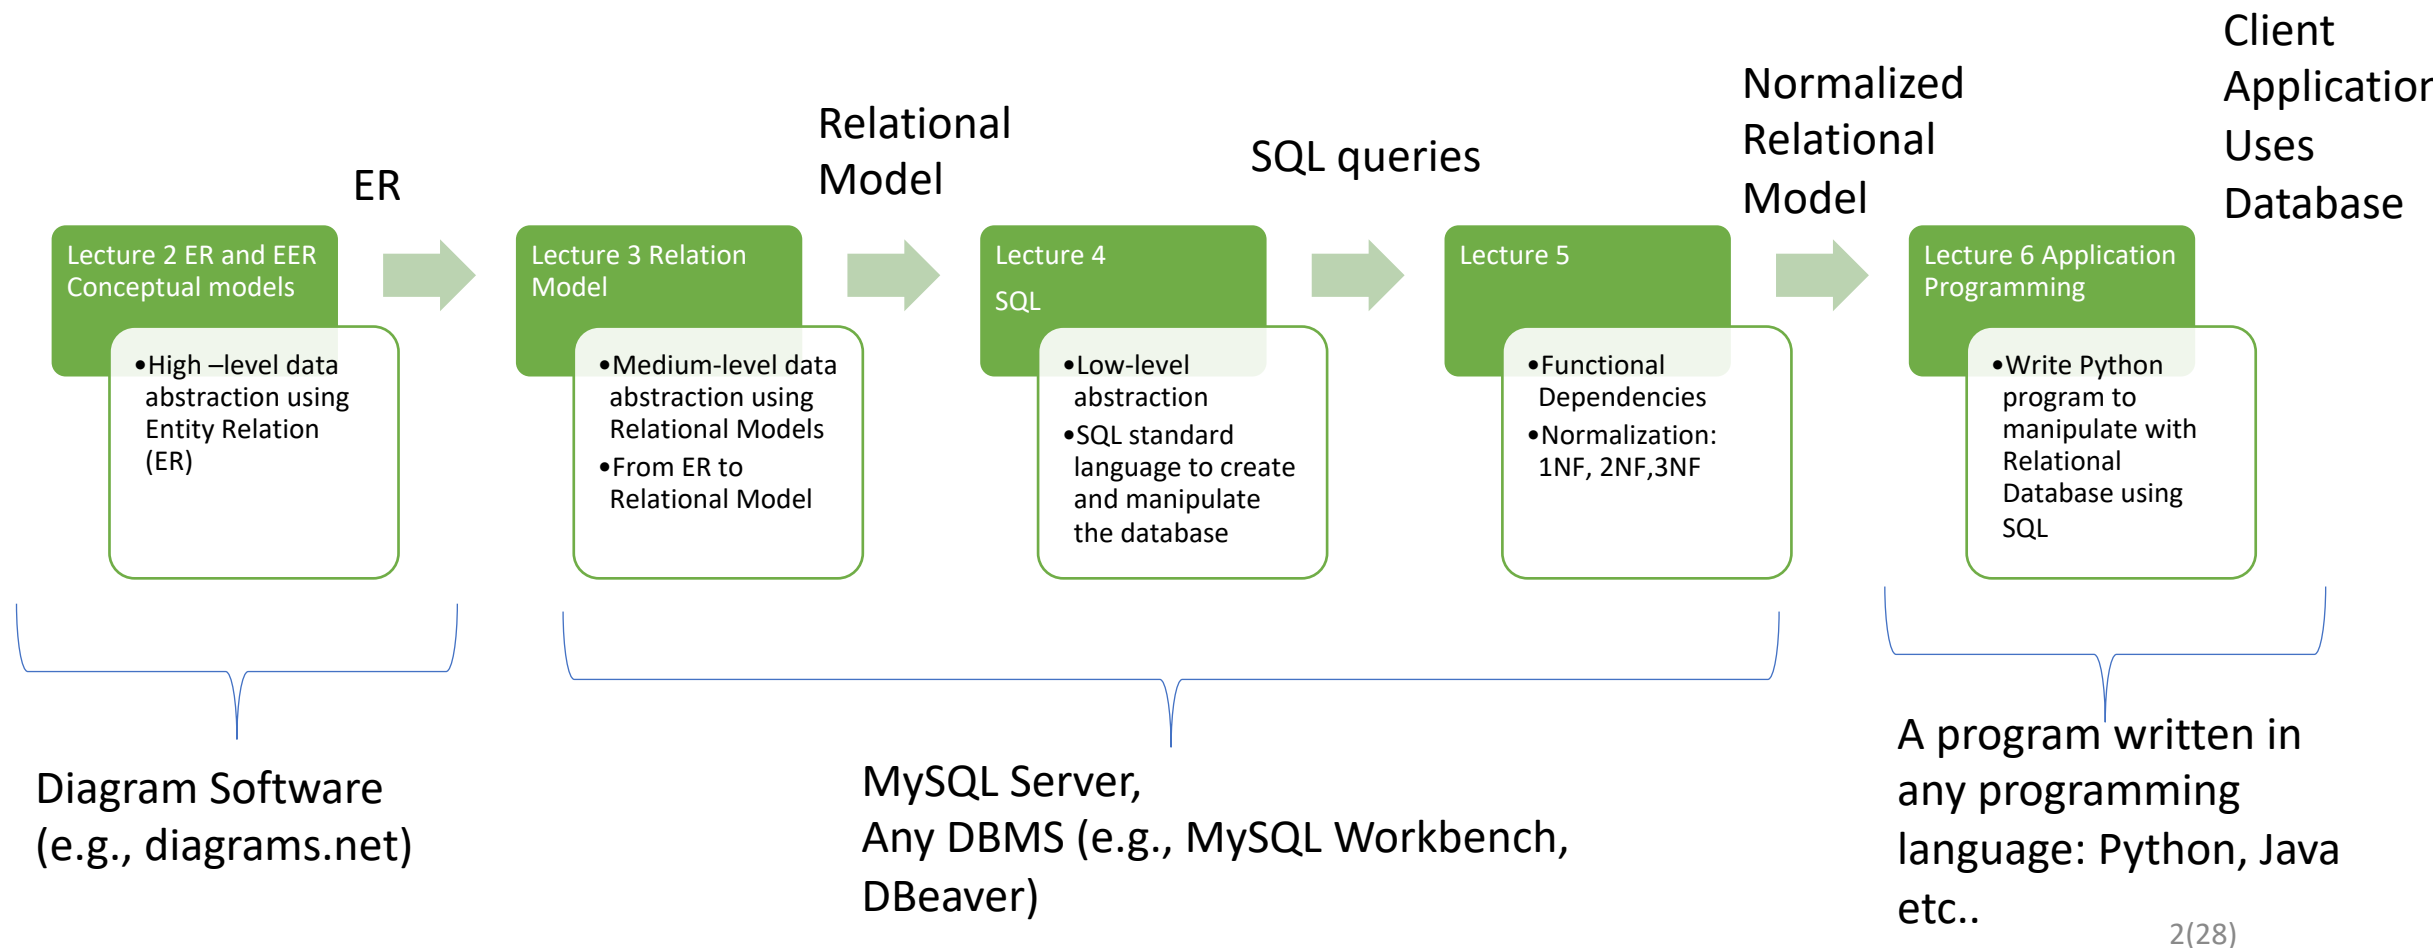 ER
Relational
Model
SQL queries
Normalized
Relational
Model
Client
Application
Uses
Database
Lecture 2 ER and EER
Conceptual models
•High –level data
abstraction using
Entity Relation
(ER)
Lecture 3 Relation
Model
•Medium-level data
abstraction using
Relational Models
•From ER to
Relational Model
Lecture 4
SQL
•Low-level
abstraction
•SQL standard
language to create
and manipulate
the database
Lecture 5
•Functional
Dependencies
•Normalization:
1NF, 2NF,3NF
Lecture 6 Application
Programming
•Write Python
program to
manipulate with
Relational
Database using
SQL
Diagram Software
(e.g., diagrams.net)
MySQL Server,
Any DBMS (e.g., MySQL Workbench,
DBeaver)
A program written in
any programming
language: Python, Java
etc..
2(28)